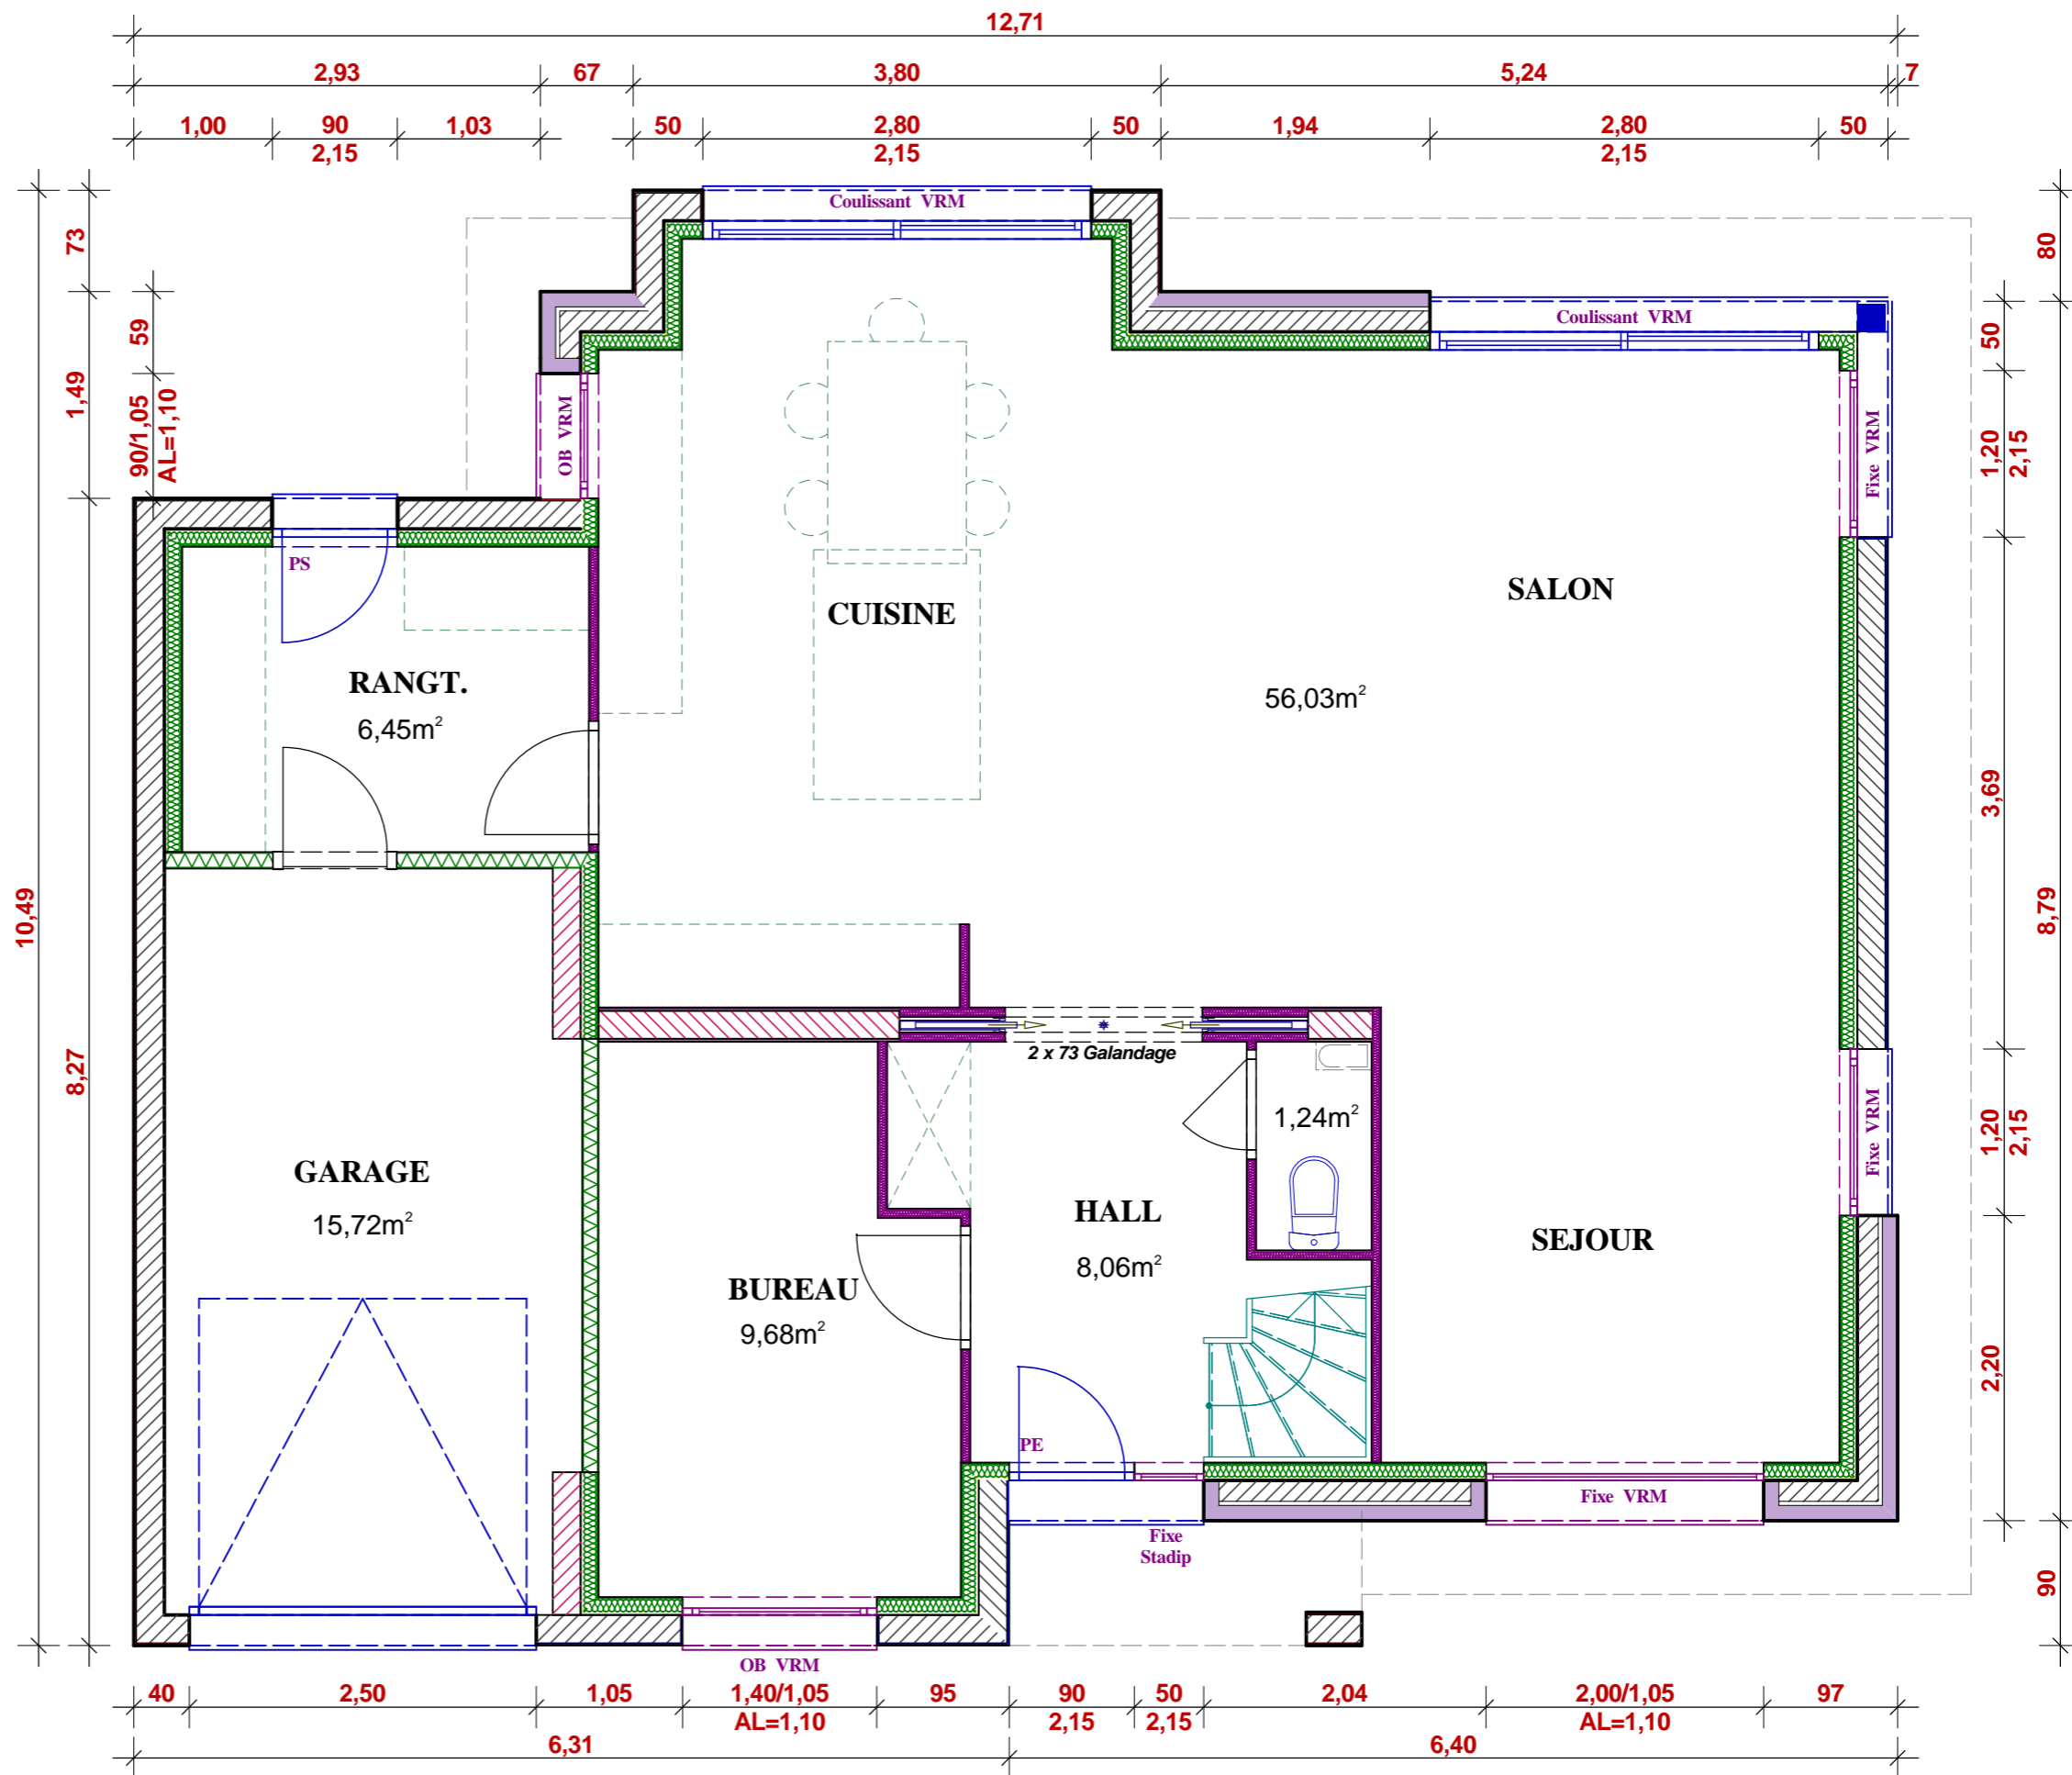 12,71
2,93 67 3,80 5,24 7
1,00 90 1,03 50 2,80 50 1,94 2,80 50
2,15 2,15 2,15
Coulissant VRM
Coulissant VRM
73
59
1,49
90/1,05
AL=1,10
OB VRM
80
50
Fixe VRM
1,20
2,15
PS
CUISINE
SALON
RANGT.
6,45m²
56,03m²
3,69
10,49
8,79
8,27
2 x 73 Galandage
1,24m²
Fixe VRM
1,20
2,15
GARAGE
15,72m²
HALL
8,06m²
SEJOUR
BUREAU
9,68m²
2,20
PE
Fixe VRM
Fixe
Stadip
90
OB VRM
40 2,50 1,05 1,40/1,05 95 90 50 2,04 2,00/1,05 97
AL=1,10 2,15 2,15 AL=1,10
6,31 6,40